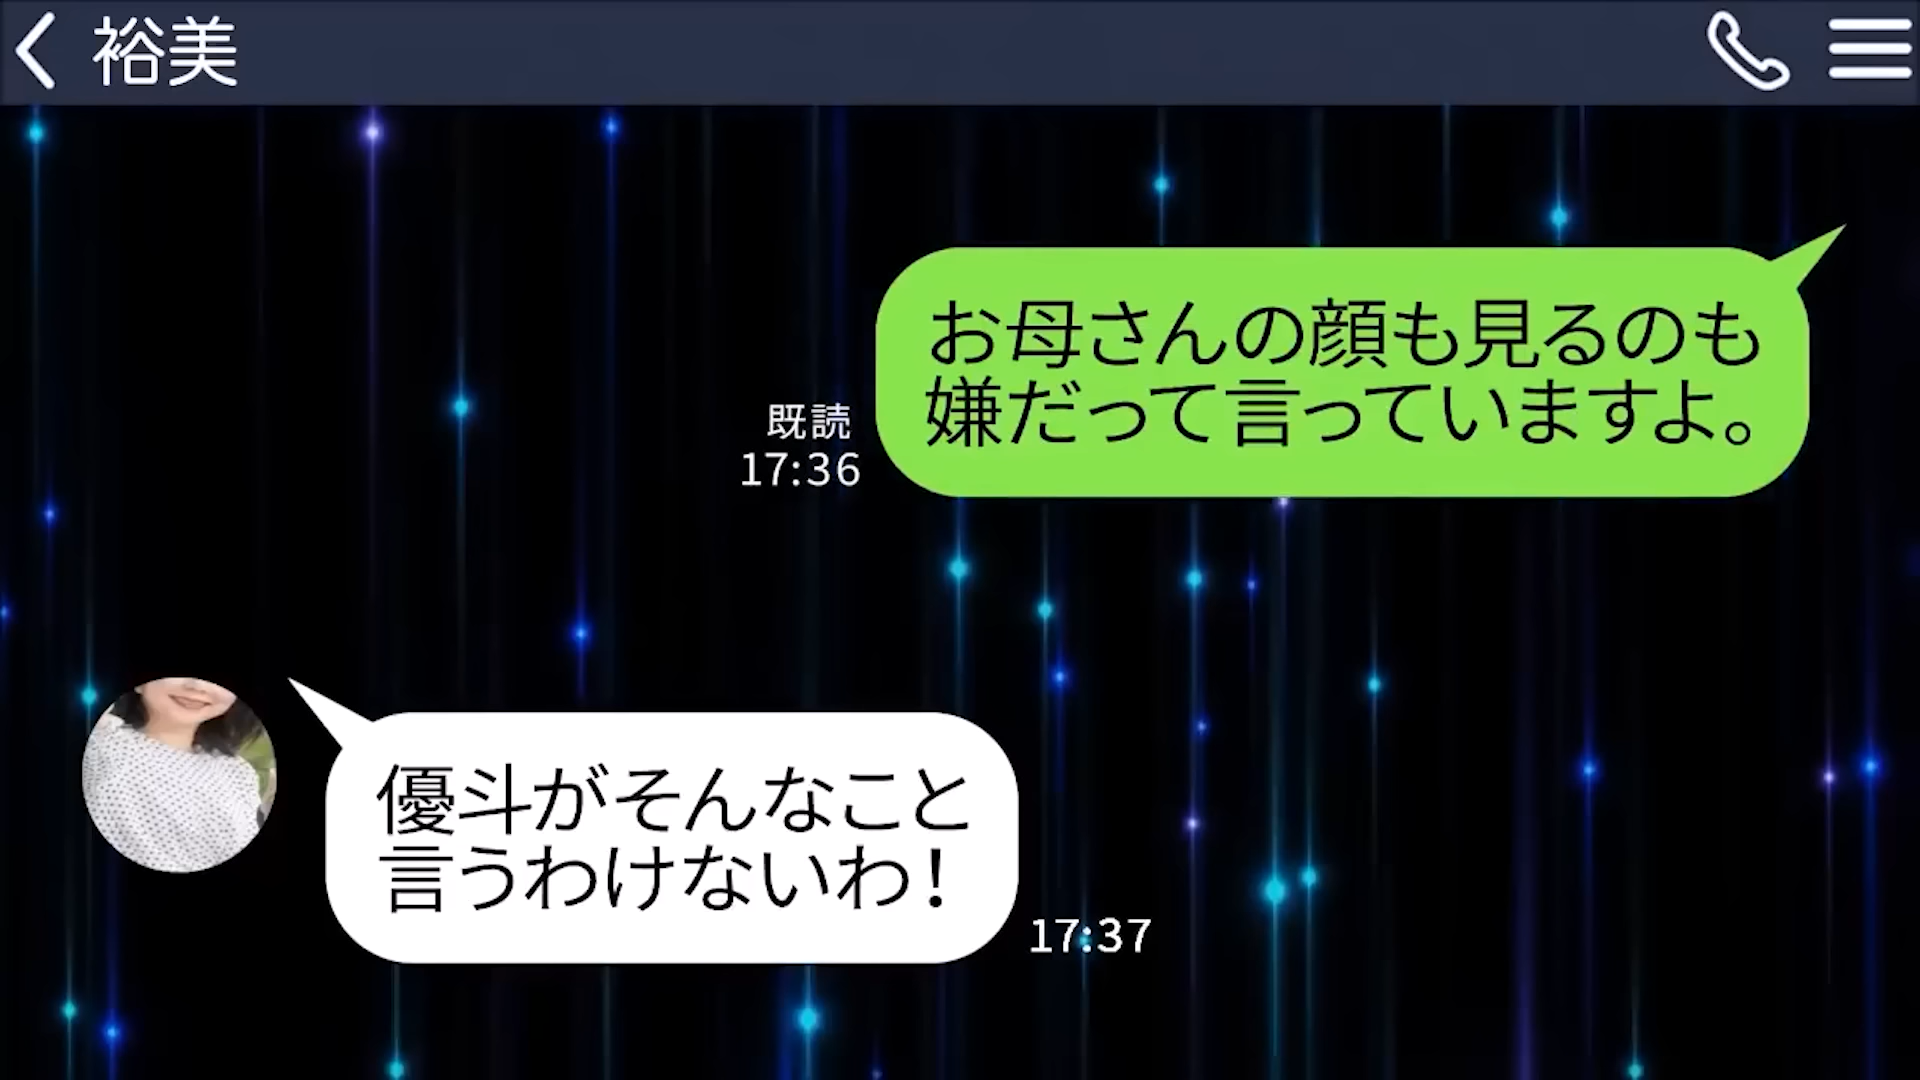 裕美
お母さんの顔も見るのも
嫌だって言っていますよ。
既読
17:36
優斗がそんなこと
言うわけないわ！
17:37